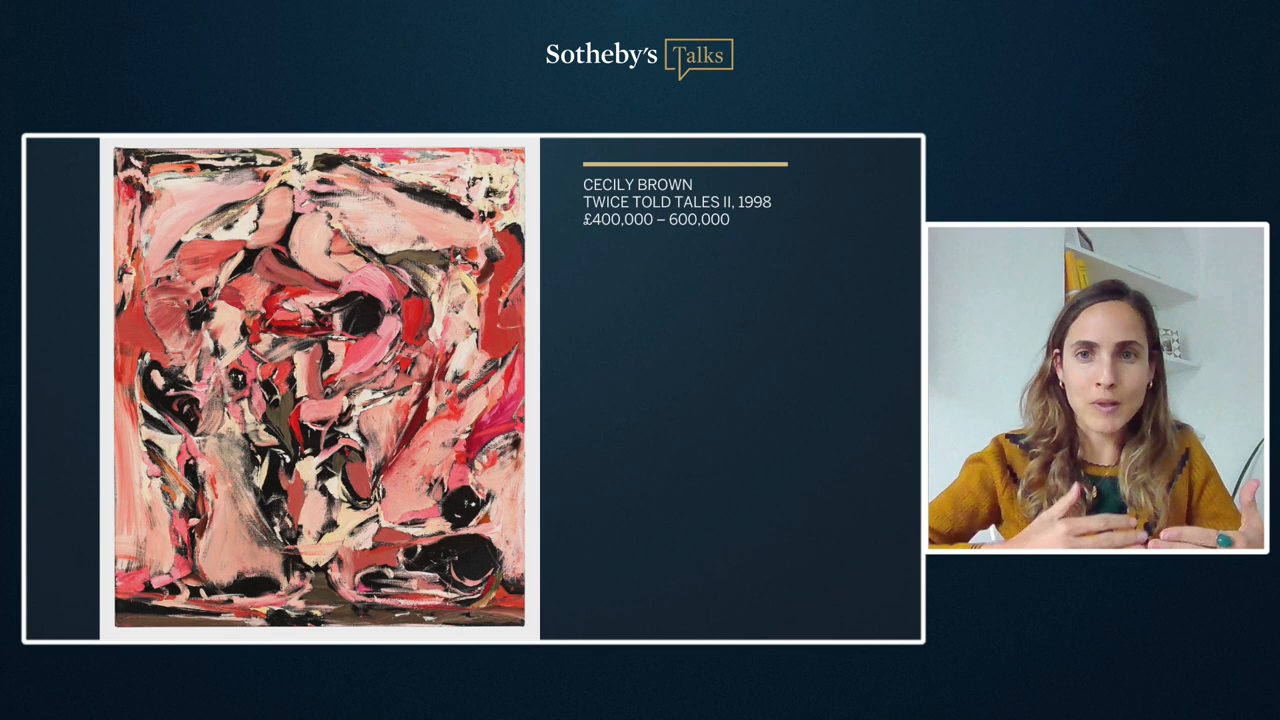 Sotheby's Talks
CECILY BROWN
TWICE TOLD TALES II, 1998
£400,000 – 600,000